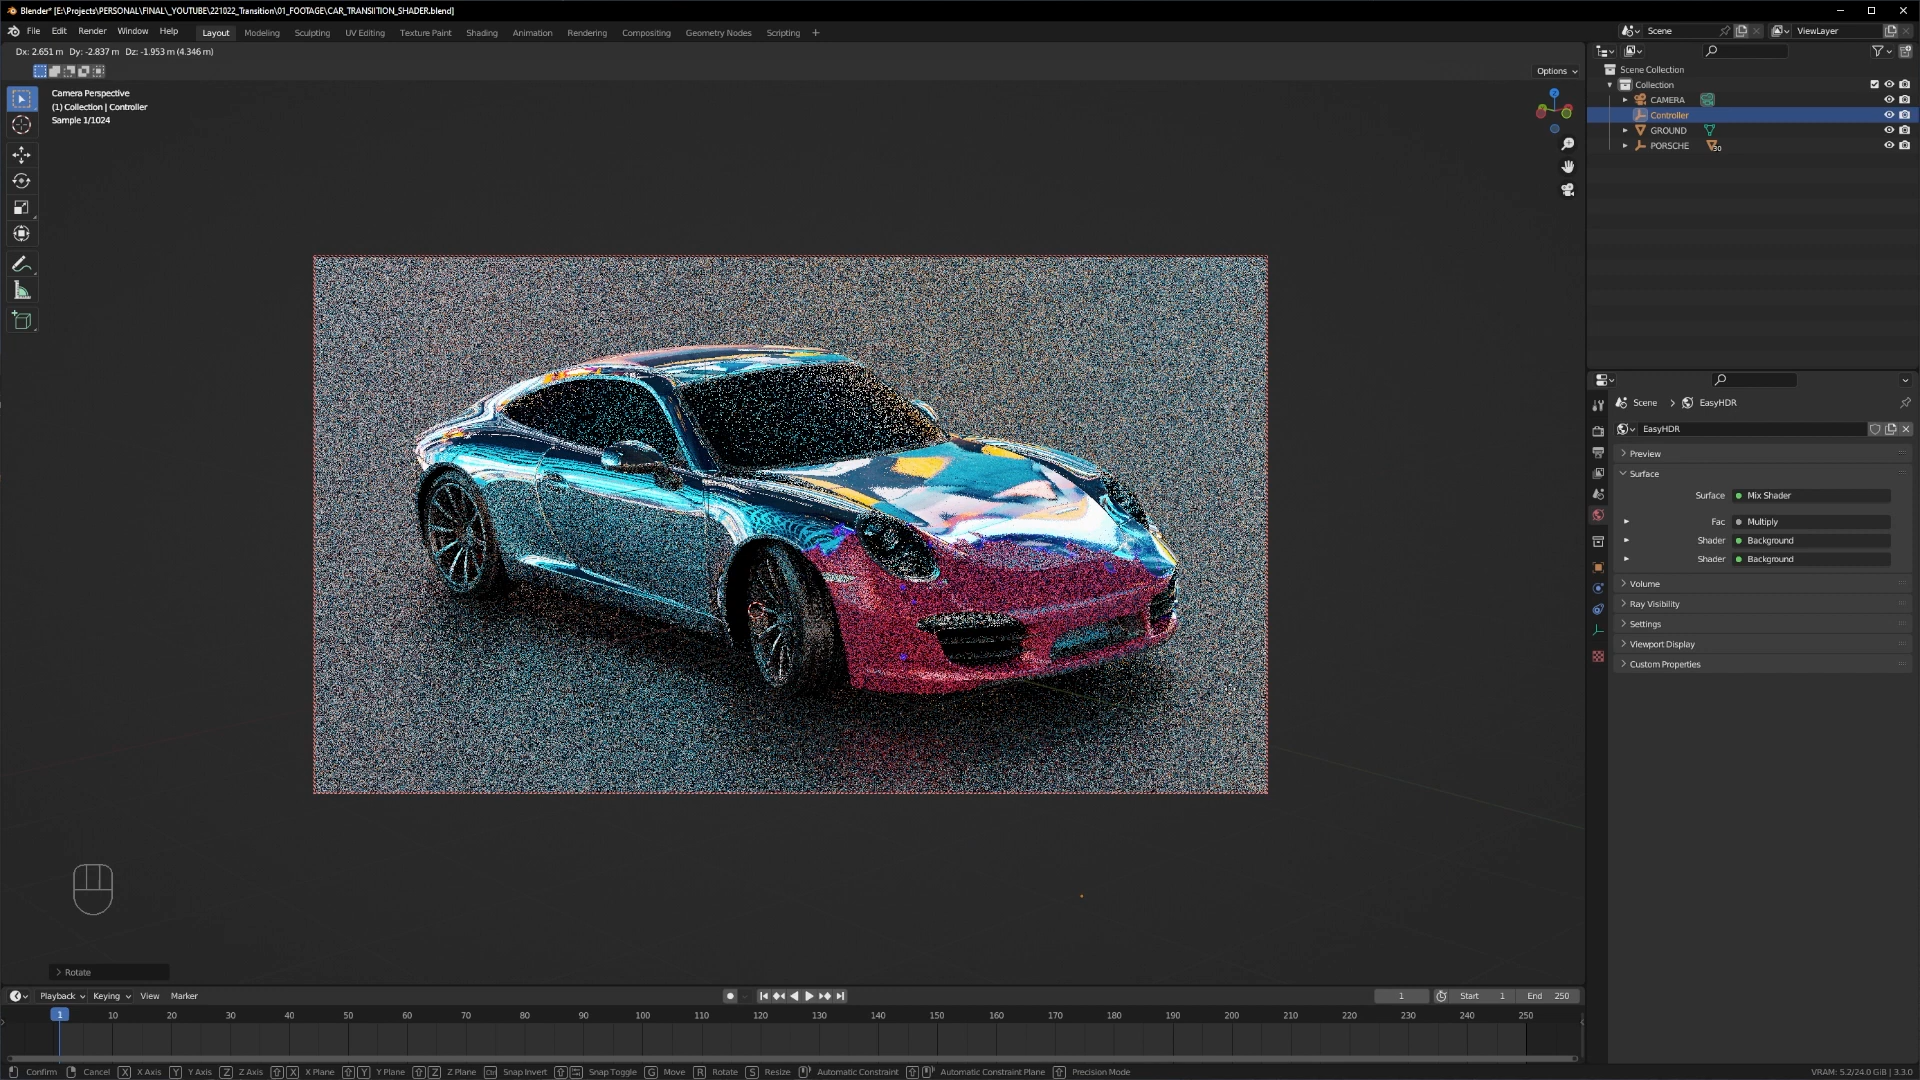 Blender* [E:\Projects\PERSONAL\FINAL\_YOUTUBE\221022_Transition\01_FOOTAGE\CAR_TRANSIITION_SHADER.blend]
File Edit Render Window Help Layout Modeling Sculpting UV Editing Texture Paint Shading Animation Rendering Compositing Geometry Nodes Scripting +
Scene ViewLayer
Dx: 2.651 m Dy: -2.837 m Dz: -1.953 m (4.346 m)
Options
Camera Perspective
(1) Collection | Controller
Sample 1/1024
Z
Scene Collection
Collection
CAMERA
Controller
GROUND
PORSCHE 30
Scene > EasyHDR
EasyHDR
Preview
Surface
Surface Mix Shader
Fac Multiply
Shader Background
Shader Background
Volume
Ray Visibility
Settings
Viewport Display
Custom Properties
Rotate
Playback Keying View Marker
1 Start 1 End 250
1 10 20 30 40 50 60 70 80 90 100 110 120 130 140 150 160 170 180 190 200 210 220 230 240 250
Confirm Cancel X X Axis Y Y Axis Z Z Axis X X Plane Y Y Plane Z Z Plane Ctrl Snap Invert Snap Toggle G Move R Rotate S Resize Automatic Constraint Automatic Constraint Plane Precision Mode
VRAM: 5.2/24.0 GiB | 3.3.0